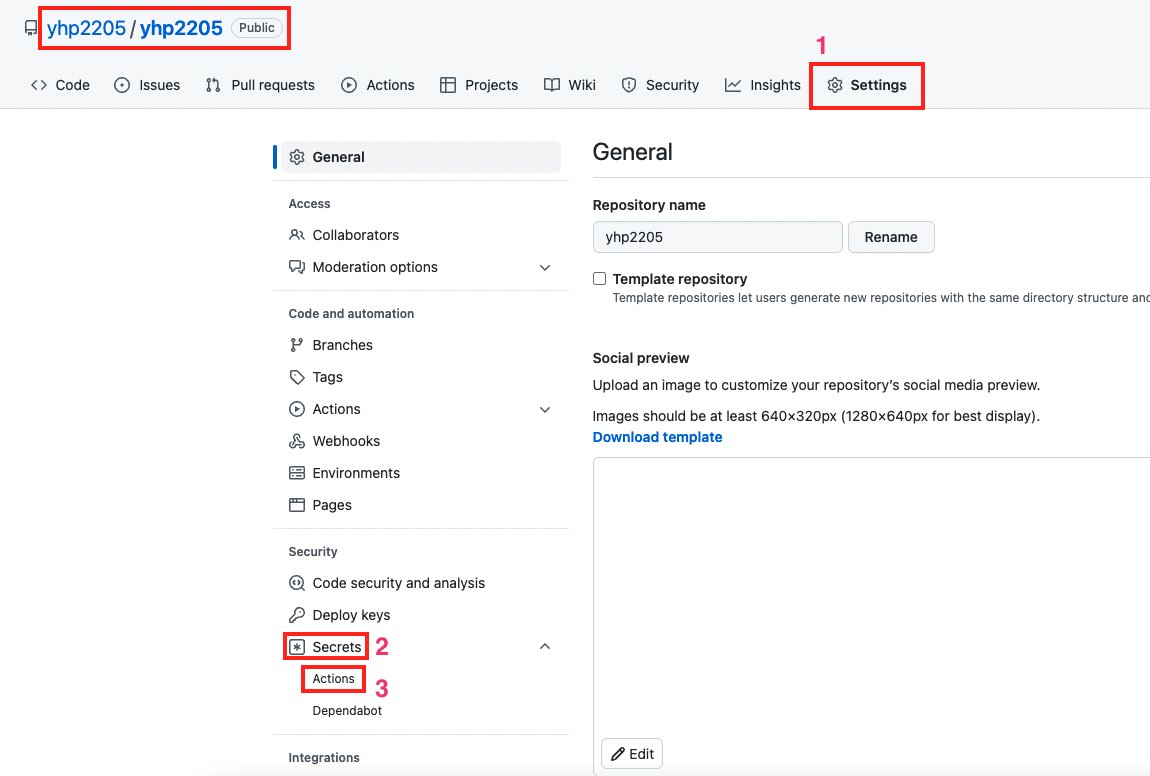 yhp2205 / yhp2205 Public
1
Code Issues Pull requests Actions Projects Wiki Security Insights Settings
General
Access
Collaborators
Moderation options
Code and automation
Branches
Tags
Actions
Webhooks
Environments
Pages
Security
Code security and analysis
Deploy keys
Secrets 2
Actions 3
Dependabot
Integrations
General
Repository name
yhp2205 Rename
Template repository
Template repositories let users generate new repositories with the same directory structure and
Social preview
Upload an image to customize your repository’s social media preview.
Images should be at least 640×320px (1280×640px for best display).
Download template
Edit